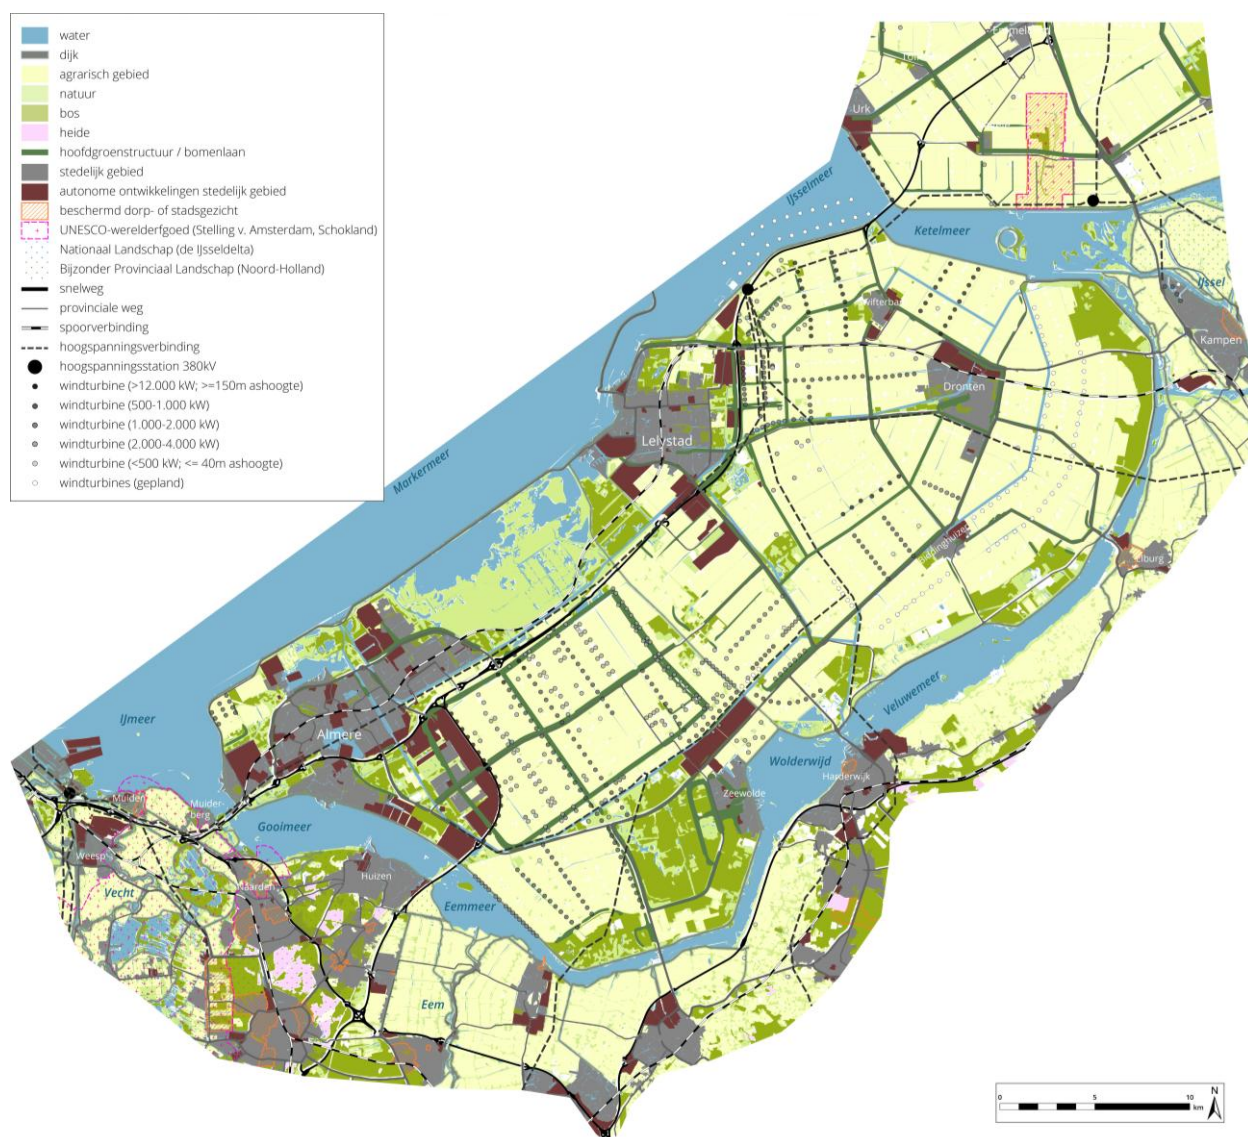 water
dijk
agrarisch gebied
natuur
bos
heide
hoofdgroenstructuur / bomenlaan
stedelijk gebied
autonome ontwikkelingen stedelijk gebied
beschermd dorp- of stadsgezicht
UNESCO-werelderfgoed (Stelling v. Amsterdam, Schokland)
Nationaal Landschap (de IJsseldelta)
Bijzonder Provinciaal Landschap (Noord-Holland)
snelweg
provinciale weg
spoorverbinding
hoogspanningsverbinding
hoogspanningsstation 380kV
windturbine (>12.000 kW; >=150m ashoogte)
windturbine (500-1.000 kW)
windturbine (1.000-2.000 kW)
windturbine (2.000-4.000 kW)
windturbine (<500 kW; <= 40m ashoogte)
windturbines (gepland)
Urk
IJsselmeer
Ketelmeer
IJssel
Kampen
Dronten
Lelystad
Markermeer
Biddinghuizen
Veluwemeer
IJmeer
Almere
Wolderwijd
Harderwijk
Zeewolde
Muiden
Muider-
berg
Gooimeer
Weesp
Vecht
Naarden
Huizen
Eemmeer
Eem
N
0
5
10
km